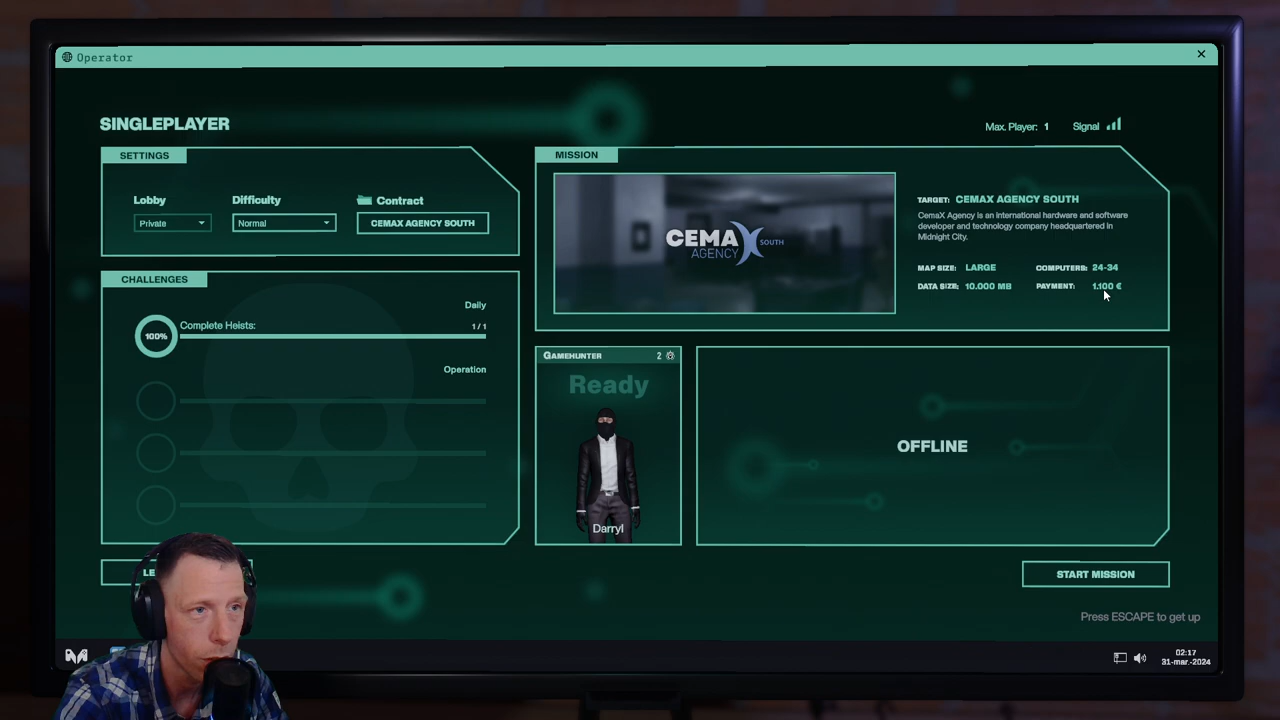 Operator
SINGLEPLAYER
Max. Player: 1 Signal
SETTINGS
Lobby Difficulty Contract
Private Normal CEMAX AGENCY SOUTH
CHALLENGES
Daily
100% Complete Heists: 1 / 1
Operation
MISSION
CEMAX
AGENCY SOUTH
TARGET: CEMAX AGENCY SOUTH
CemaX Agency is an international hardware and software
developer and technology company headquartered in
Midnight City.
MAP SIZE: LARGE COMPUTERS: 24-34
DATA SIZE: 10.000 MB PAYMENT: 1.100 €
GAMEHUNTER 2
Ready
Darryl
OFFLINE
START MISSION
Press ESCAPE to get up
02:17
31-mar.-2024